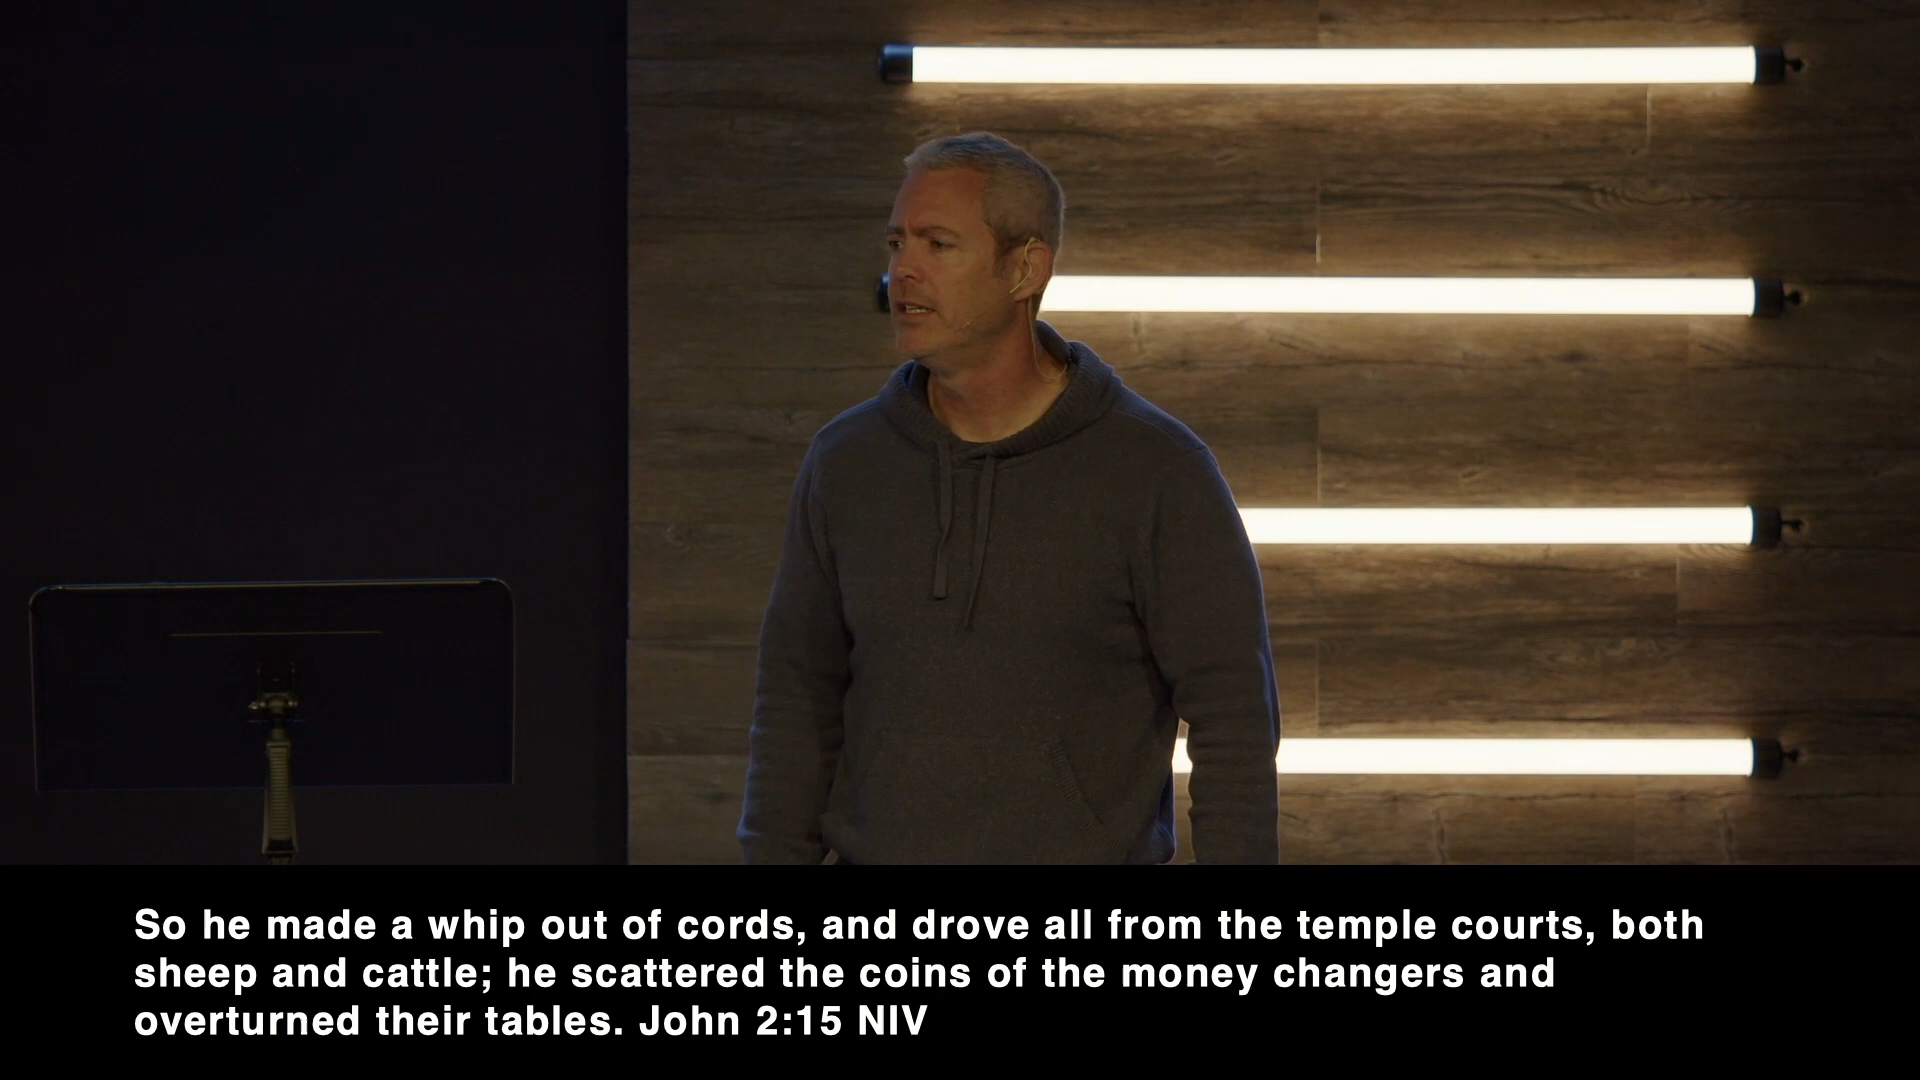 So he made a whip out of cords, and drove all from the temple courts, both
sheep and cattle; he scattered the coins of the money changers and
overturned their tables. John 2:15 NIV